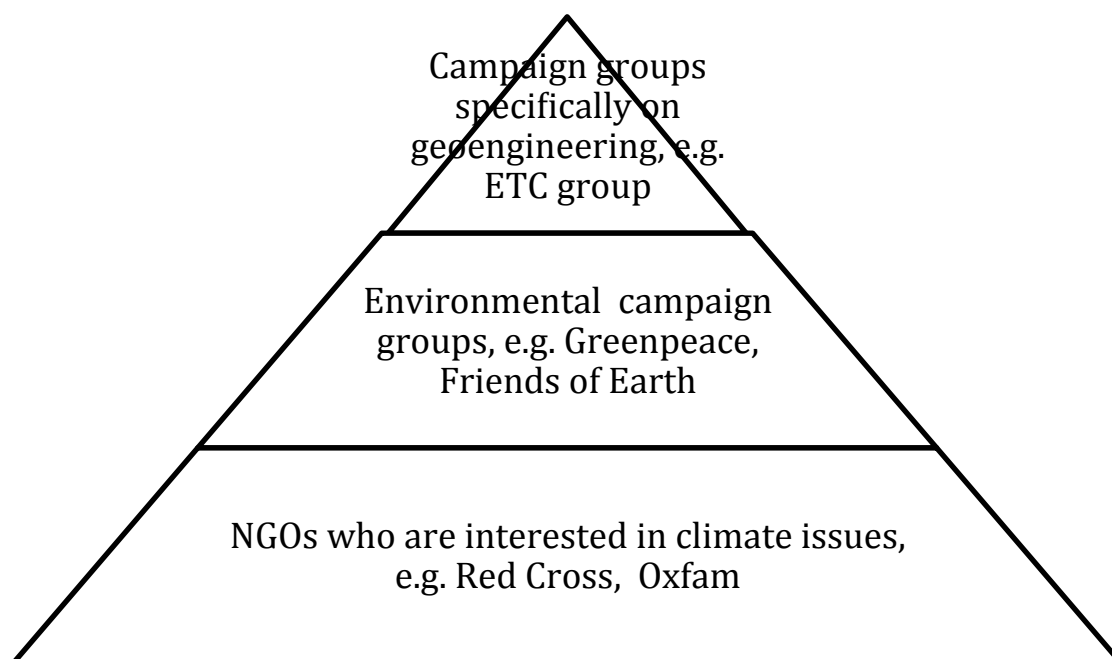 Campaign groups
specifically on
geoengineering, e.g.
ETC group
Environmental  campaign
groups, e.g. Greenpeace,
Friends of Earth
NGOs who are interested in climate issues,
e.g. Red Cross,  Oxfam